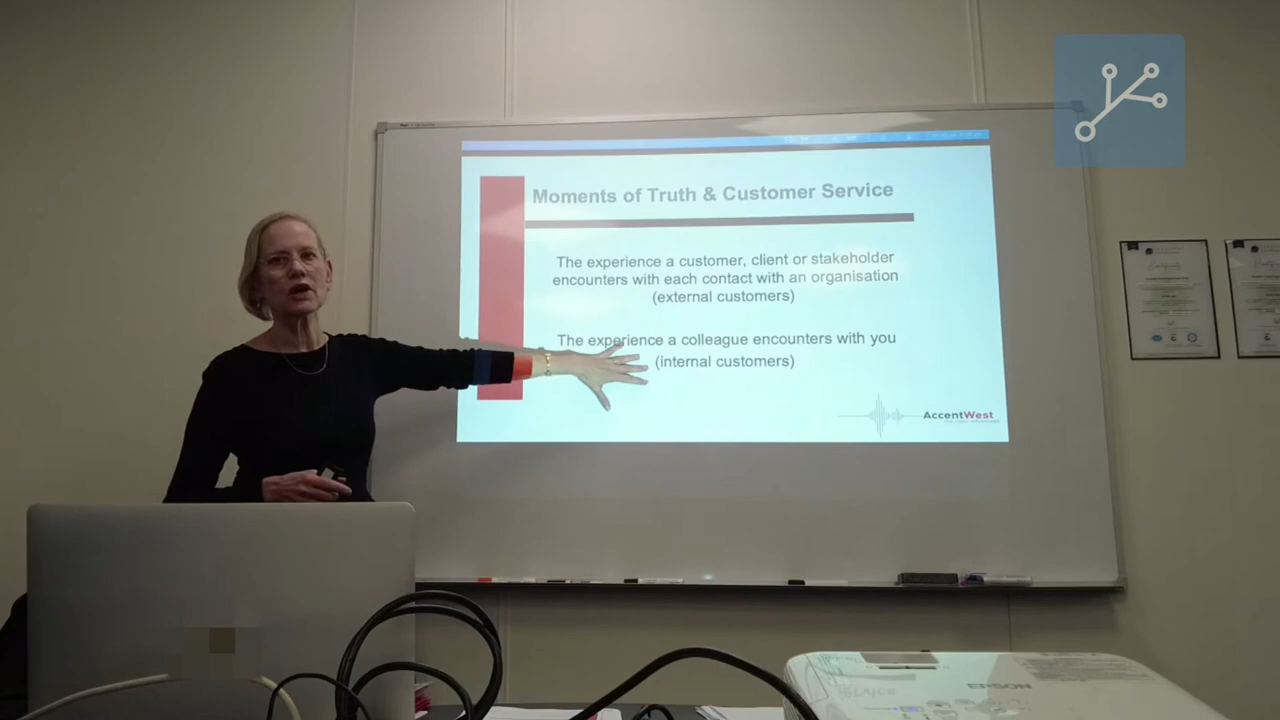 Moments of Truth & Customer Service
The experience a customer, client or stakeholder
encounters with each contact with an organisation
(external customers)
The experience a colleague encounters with you
(internal customers)
AccentWest
EPSON